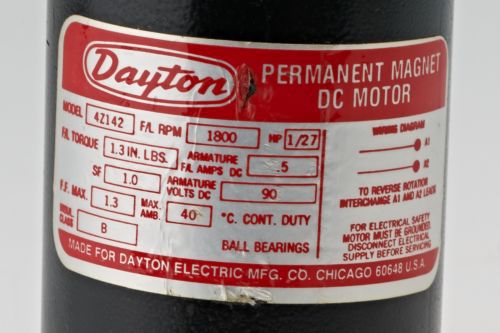 Dayton
PERMANENT MAGNET
DC MOTOR
MODEL 4Z142 F/L RPM 1800 HP 1/27
F/L TORQUE 1.3 IN. LBS. ARMATURE F/L AMPS DC .5
SF 1.0 ARMATURE VOLTS DC 90
F.F. MAX. 1.3 MAX. AMB. 40 °C. CONT. DUTY
INSUL. CLASS B BALL BEARINGS
WIRING DIAGRAM
A1
A2
TO REVERSE ROTATION
INTERCHANGE A1 AND A2 LEADS
FOR ELECTRICAL SAFETY
MOTOR MUST BE GROUNDED.
DISCONNECT ELECTRICAL
SUPPLY BEFORE SERVICING
MADE FOR DAYTON ELECTRIC MFG. CO. CHICAGO 60648 U.S.A.